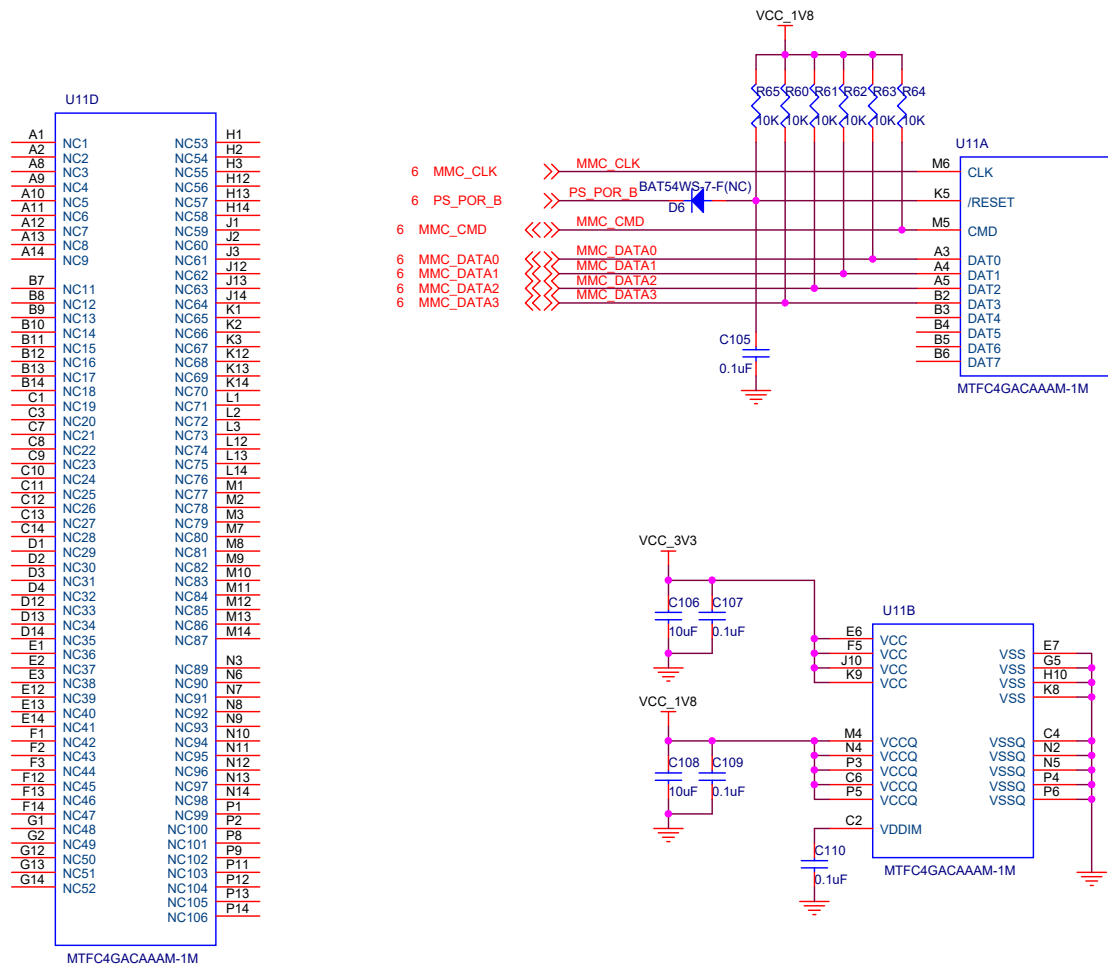 U11D
A1 NC1 NC53 H1
A2 NC2 NC54 H2
A8 NC3 NC55 H3
A9 NC4 NC56 H12
A10 NC5 NC57 H13
A11 NC6 NC58 H14
A12 NC7 NC59 J1
A13 NC8 NC60 J2
A14 NC9 NC61 J3
NC62 J12
B7 NC11 NC63 J13
B8 NC12 NC64 J14
B9 NC13 NC65 K1
B10 NC14 NC66 K2
B11 NC15 NC67 K3
B12 NC16 NC68 K12
B13 NC17 NC69 K13
B14 NC18 NC70 K14
C1 NC19 NC71 L1
C3 NC20 NC72 L2
C7 NC21 NC73 L3
C8 NC22 NC74 L12
C9 NC23 NC75 L13
C10 NC24 NC76 L14
C11 NC25 NC77 M1
C12 NC26 NC78 M2
C13 NC27 NC79 M3
C14 NC28 NC80 M7
D1 NC29 NC81 M8
D2 NC30 NC82 M9
D3 NC31 NC83 M10
D4 NC32 NC84 M11
D12 NC33 NC85 M12
D13 NC34 NC86 M13
D14 NC35 NC87 M14
E1 NC36
E2 NC37 NC89 N3
E3 NC38 NC90 N6
E12 NC39 NC91 N7
E13 NC40 NC92 N8
E14 NC41 NC93 N9
F1 NC42 NC94 N10
F2 NC43 NC95 N11
F3 NC44 NC96 N12
F12 NC45 NC97 N13
F13 NC46 NC98 N14
F14 NC47 NC99 P1
G1 NC48 NC100 P2
G2 NC49 NC101 P8
G12 NC50 NC102 P9
G13 NC51 NC103 P11
G14 NC52 NC104 P12
NC105 P13
NC106 P14
MTFC4GACAAAM-1M
VCC_1V8
R65 R60 R61 R62 R63 R64
10K 10K 10K 10K 10K 10K
U11A
6 MMC_CLK MMC_CLK M6 CLK
6 PS_POR_B PS_POR_B BAT54WS-7-F(NC) K5 /RESET
D6
6 MMC_CMD MMC_CMD M5 CMD
6 MMC_DATA0 MMC_DATA0 A3 DAT0
6 MMC_DATA1 MMC_DATA1 A4 DAT1
6 MMC_DATA2 MMC_DATA2 A5 DAT2
6 MMC_DATA3 MMC_DATA3 B2 DAT3
B3 DAT4
B4 DAT5
B5 DAT6
B6 DAT7
C105
0.1uF
MTFC4GACAAAM-1M
VCC_3V3
C106 C107
10uF 0.1uF
U11B
E6 VCC VSS E7
F5 VCC VSS G5
J10 VCC VSS H10
K9 VCC VSS K8
VCC_1V8
C108 C109
10uF 0.1uF
M4 VCCQ VSSQ C4
N4 VCCQ VSSQ N2
P3 VCCQ VSSQ N5
C6 VCCQ VSSQ P4
P5 VCCQ VSSQ P6
C2 VDDIM
C110
0.1uF
MTFC4GACAAAM-1M